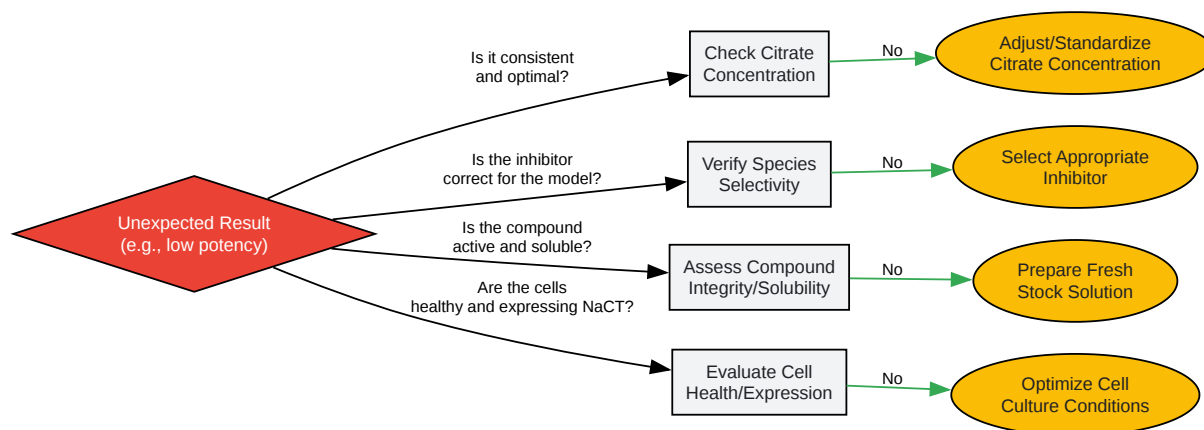 Unexpected Result
(e.g., low potency)
Is it consistent
and optimal?
Check Citrate
Concentration
No
Adjust/Standardize
Citrate Concentration
Is the inhibitor
correct for the model?
Verify Species
Selectivity
No
Select Appropriate
Inhibitor
Is the compound
active and soluble?
Assess Compound
Integrity/Solubility
No
Prepare Fresh
Stock Solution
Are the cells
healthy and expressing NaCT?
Evaluate Cell
Health/Expression
No
Optimize Cell
Culture Conditions